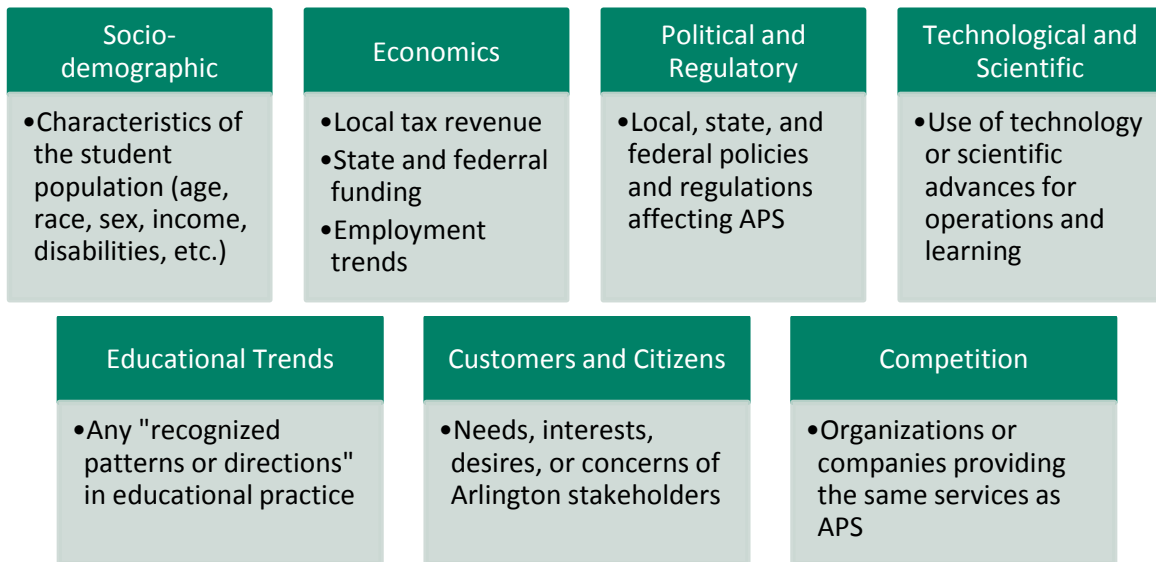 Socio-
demographic
•Characteristics of
the student
population (age,
race, sex, income,
disabilities, etc.)
Economics
•Local tax revenue
•State and federral
funding
•Employment
trends
Political and
Regulatory
•Local, state, and
federal policies
and regulations
affecting APS
Technological and
Scientific
•Use of technology
or scientific
advances for
operations and
learning
Educational Trends
•Any "recognized
patterns or directions"
in educational practice
Customers and Citizens
•Needs, interests,
desires, or concerns of
Arlington stakeholders
Competition
•Organizations or
companies providing
the same services as
APS